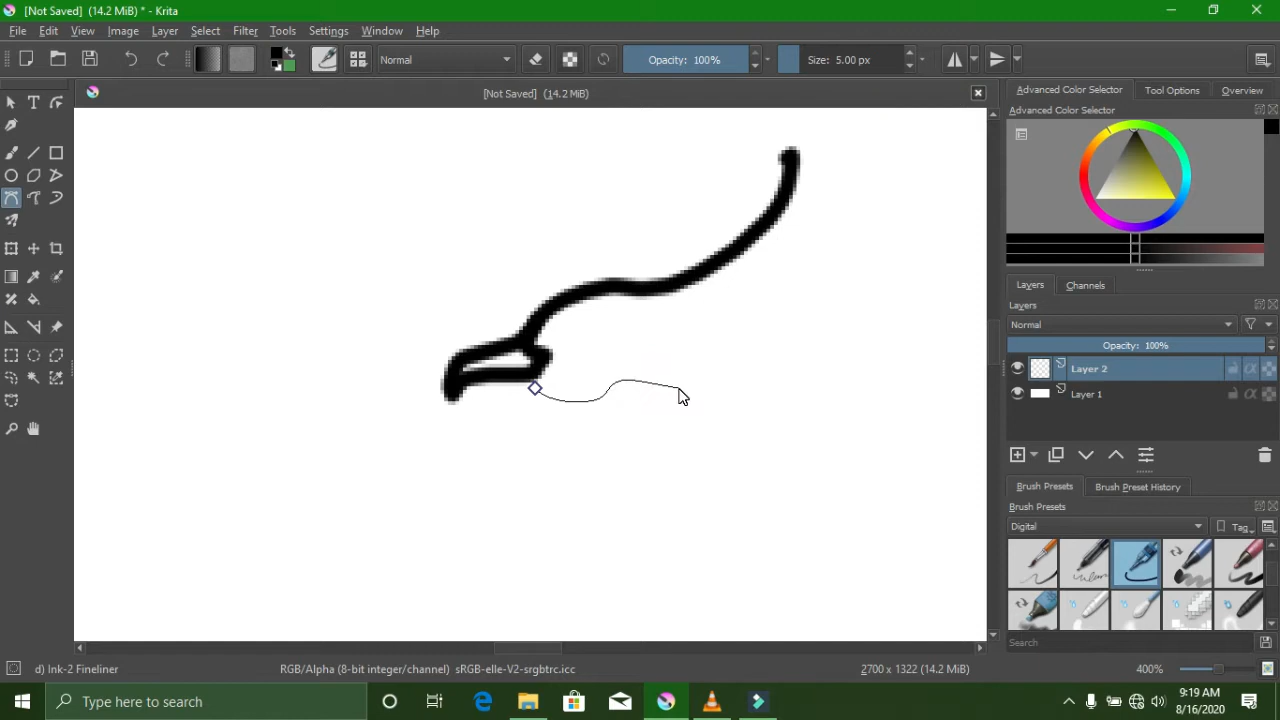 [Not Saved] (14.2 MiB) * - Krita
File Edit View Image Layer Select Filter Tools Settings Window Help
Normal
Opacity: 100%
Size: 5.00 px
[Not Saved] (14.2 MiB)
Advanced Color Selector
Tool Options
Overview
Advanced Color Selector
Layers
Channels
Layers
Normal
Opacity: 100%
Layer 2
Layer 1
Brush Presets
Brush Preset History
Brush Presets
Digital
Tag
Search
d) Ink-2 Fineliner
RGB/Alpha (8-bit integer/channel) sRGB-elle-V2-srgbtrc.icc
2700 x 1322 (14.2 MiB)
400%
Type here to search
9:19 AM
8/16/2020